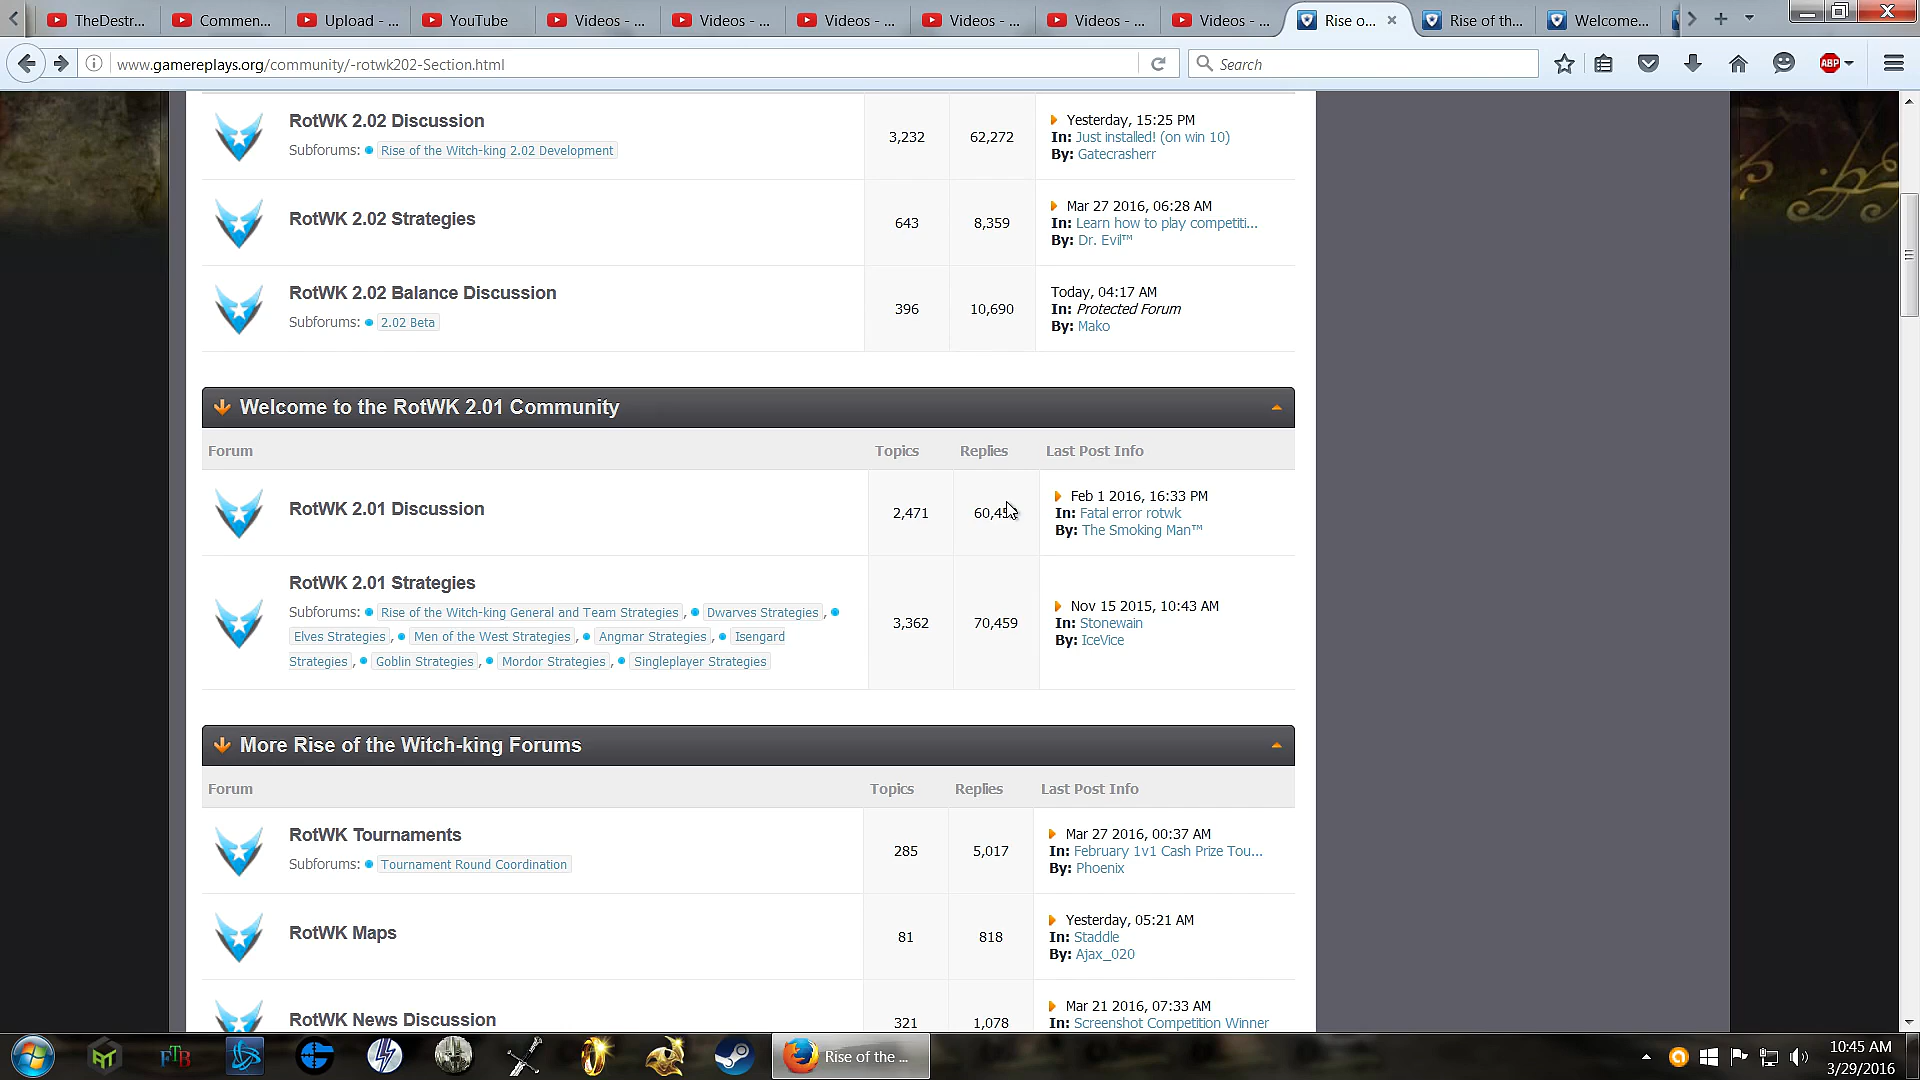 TheDestr... Commen... Upload - ... YouTube Videos - ... Videos - ... Videos - ... Videos - ... Videos - ... Videos - ... Rise o... Rise of th... Welcome...
www.gamereplays.org/community/-rotwk202-Section.html Search ABP
RotWK 2.02 Discussion
Subforums: Rise of the Witch-king 2.02 Development
3,232 62,272
Yesterday, 15:25 PM
In: Just installed! (on win 10)
By: Gatecrasherr
RotWK 2.02 Strategies
643 8,359
Mar 27 2016, 06:28 AM
In: Learn how to play competiti...
By: Dr. Evil™
RotWK 2.02 Balance Discussion
Subforums: 2.02 Beta
396 10,690
Today, 04:17 AM
In: Protected Forum
By: Mako
Welcome to the RotWK 2.01 Community
Forum Topics Replies Last Post Info
RotWK 2.01 Discussion
2,471
Feb 1 2016, 16:33 PM
In: Fatal error rotwk
By: The Smoking Man™
RotWK 2.01 Strategies
Subforums: Rise of the Witch-king General and Team Strategies, Dwarves Strategies,
Elves Strategies, Men of the West Strategies, Angmar Strategies, Isengard
Strategies, Goblin Strategies, Mordor Strategies, Singleplayer Strategies
3,362 70,459
Nov 15 2015, 10:43 AM
In: Stonewain
By: IceVice
More Rise of the Witch-king Forums
Forum Topics Replies Last Post Info
RotWK Tournaments
Subforums: Tournament Round Coordination
285 5,017
Mar 27 2016, 00:37 AM
In: February 1v1 Cash Prize Tou...
By: Phoenix
RotWK Maps
81 818
Yesterday, 05:21 AM
In: Staddle
By: Ajax_020
RotWK News Discussion
321 1,078
Mar 21 2016, 07:33 AM
In: Screenshot Competition Winner
FTB Rise of the ... 10:45 AM
3/29/2016